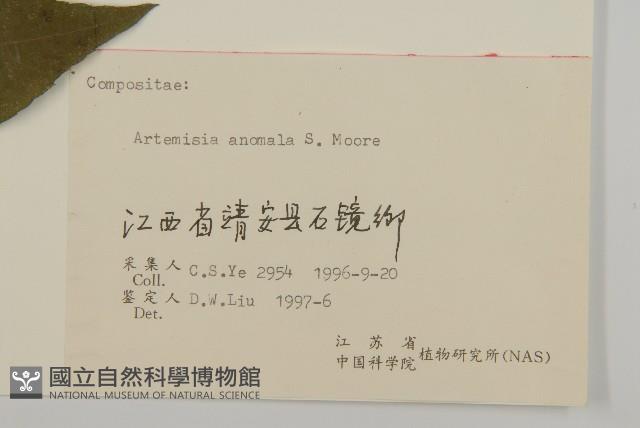 Compositae:
Artemisia anomala S. Moore
江西省靖安县石镜乡
采集人 C.S.Ye 2954 1996-9-20
Coll.
鉴定人 D.W.Liu 1997-6
Det.
江苏省
中国科学院 植物研究所(NAS)
國立自然科學博物館
NATIONAL MUSEUM OF NATURAL SCIENCE